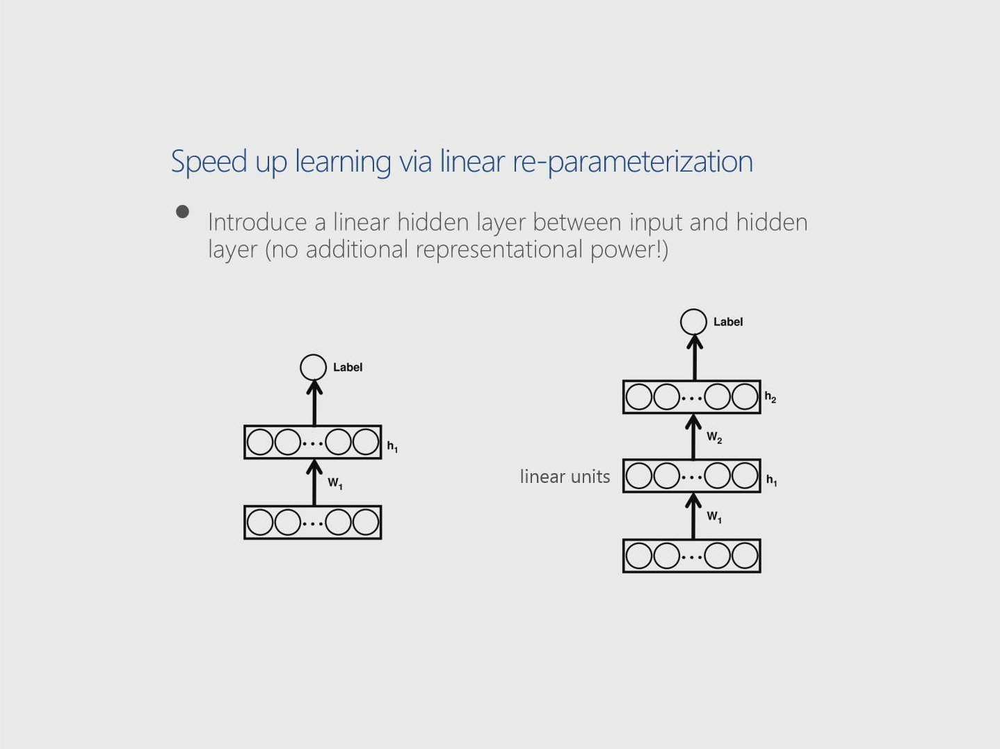 Speed up learning via linear re-parameterization
• Introduce a linear hidden layer between input and hidden
layer (no additional representational power!)
Label
h1
W1
Label
h2
W2
linear units
h1
W1